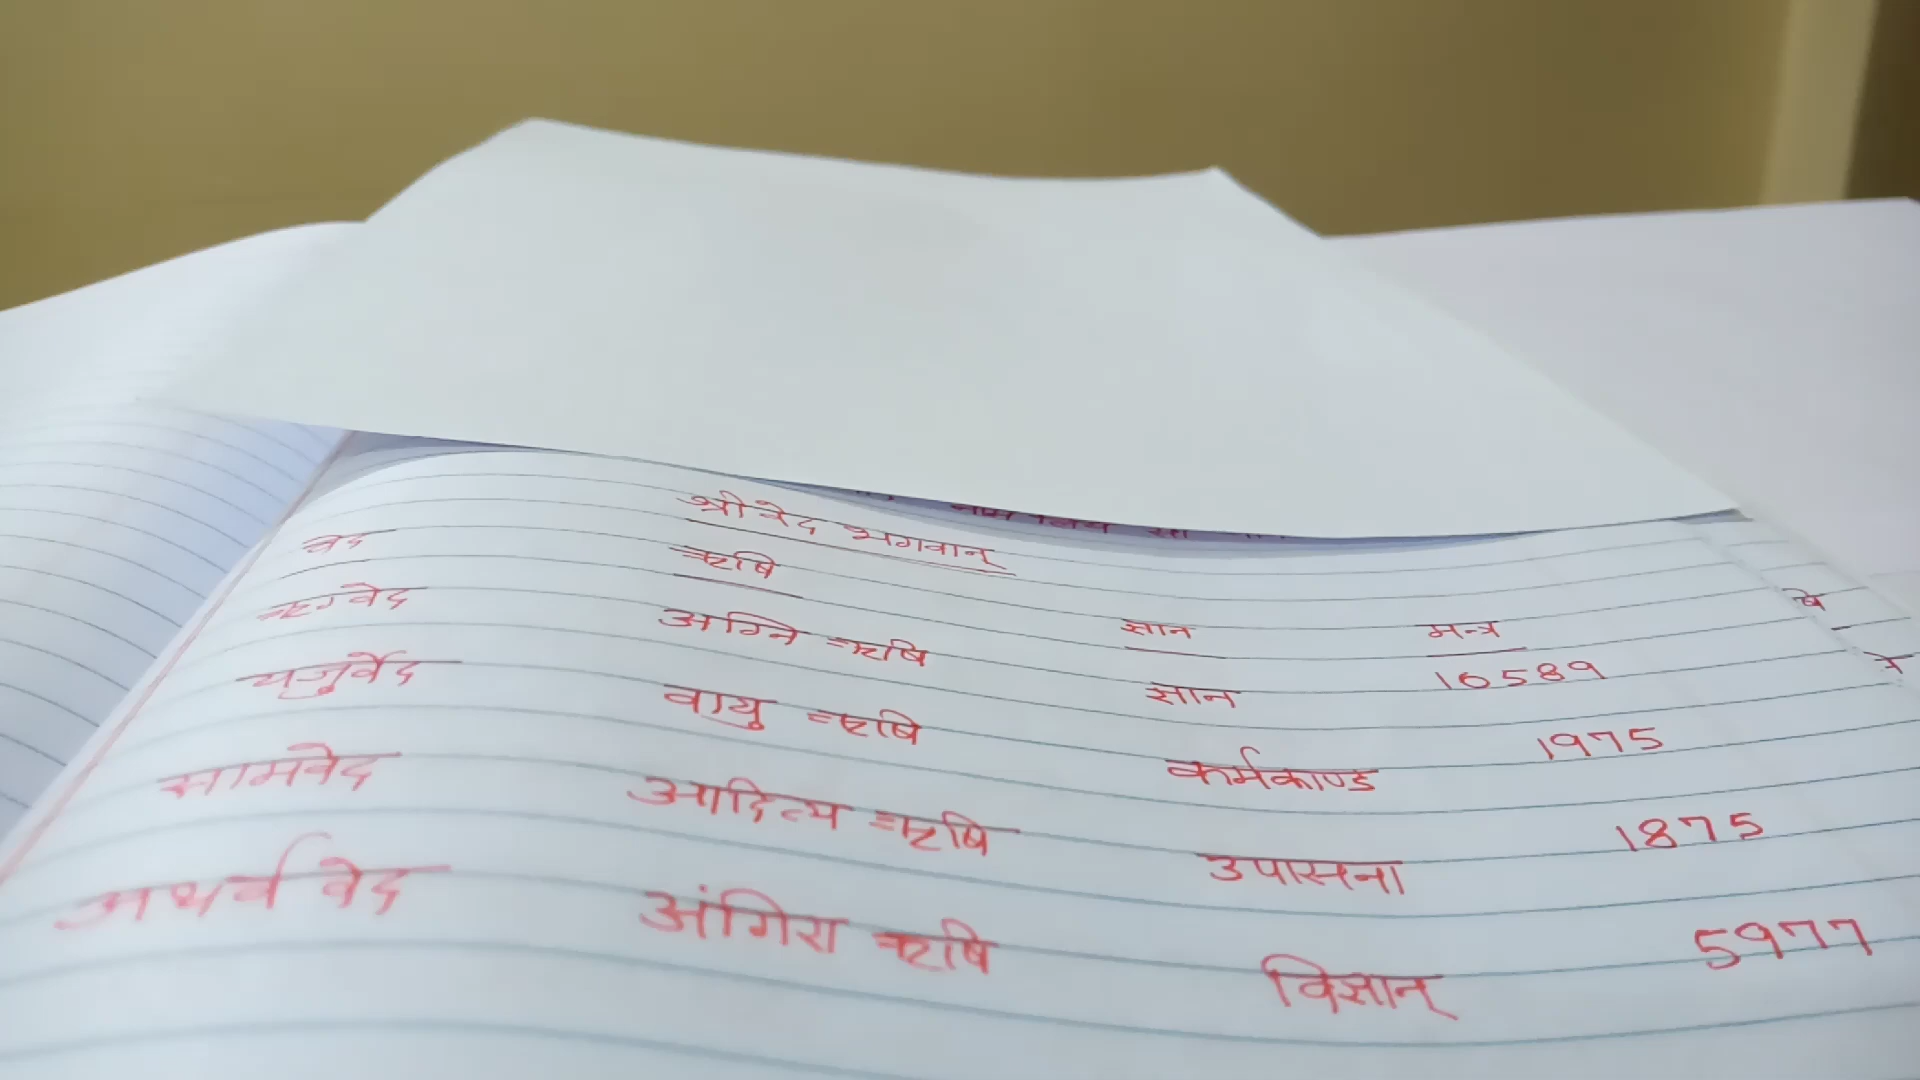 श्री वेद भगवान्
वेद ऋषि ज्ञान मन्त्र
ऋग्वेद अग्नि ऋषि ज्ञान 10589
यजुर्वेद वायु ऋषि कर्मकाण्ड 1975
सामवेद आदित्य ऋषि उपासना 1875
अथर्व वेद अंगिरा ऋषि विज्ञान् 5977